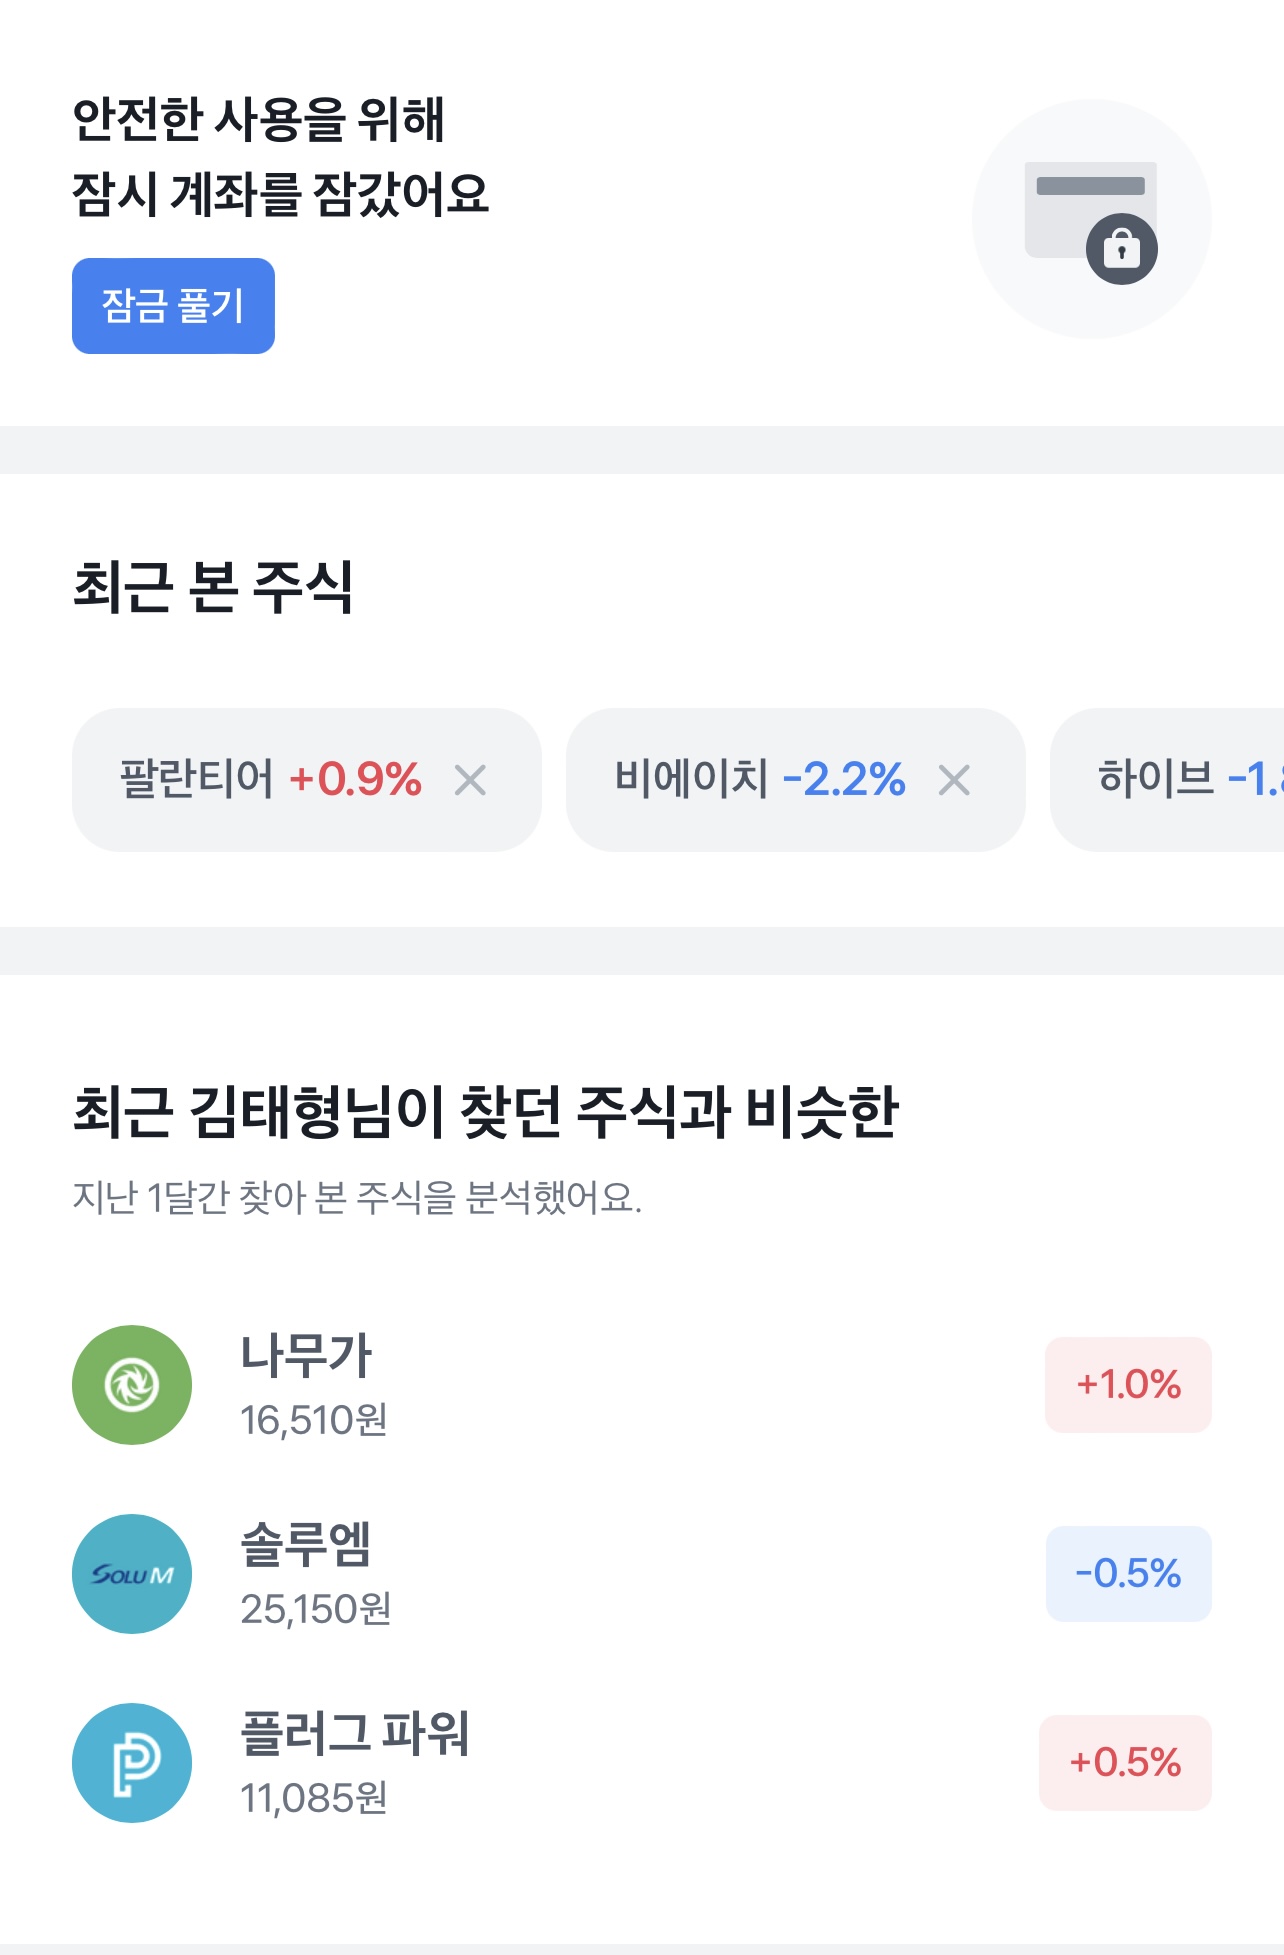 안전한 사용을 위해
잠시 계좌를 잠갔어요
잠금 풀기
최근 본 주식
팔란티어 +0.9%
비에이치 -2.2%
하이브 -1.8
최근 김태형님이 찾던 주식과 비슷한
지난 1달간 찾아 본 주식을 분석했어요.
나무가
16,510원
+1.0%
SOLUM
솔루엠
25,150원
-0.5%
플러그 파워
11,085원
+0.5%